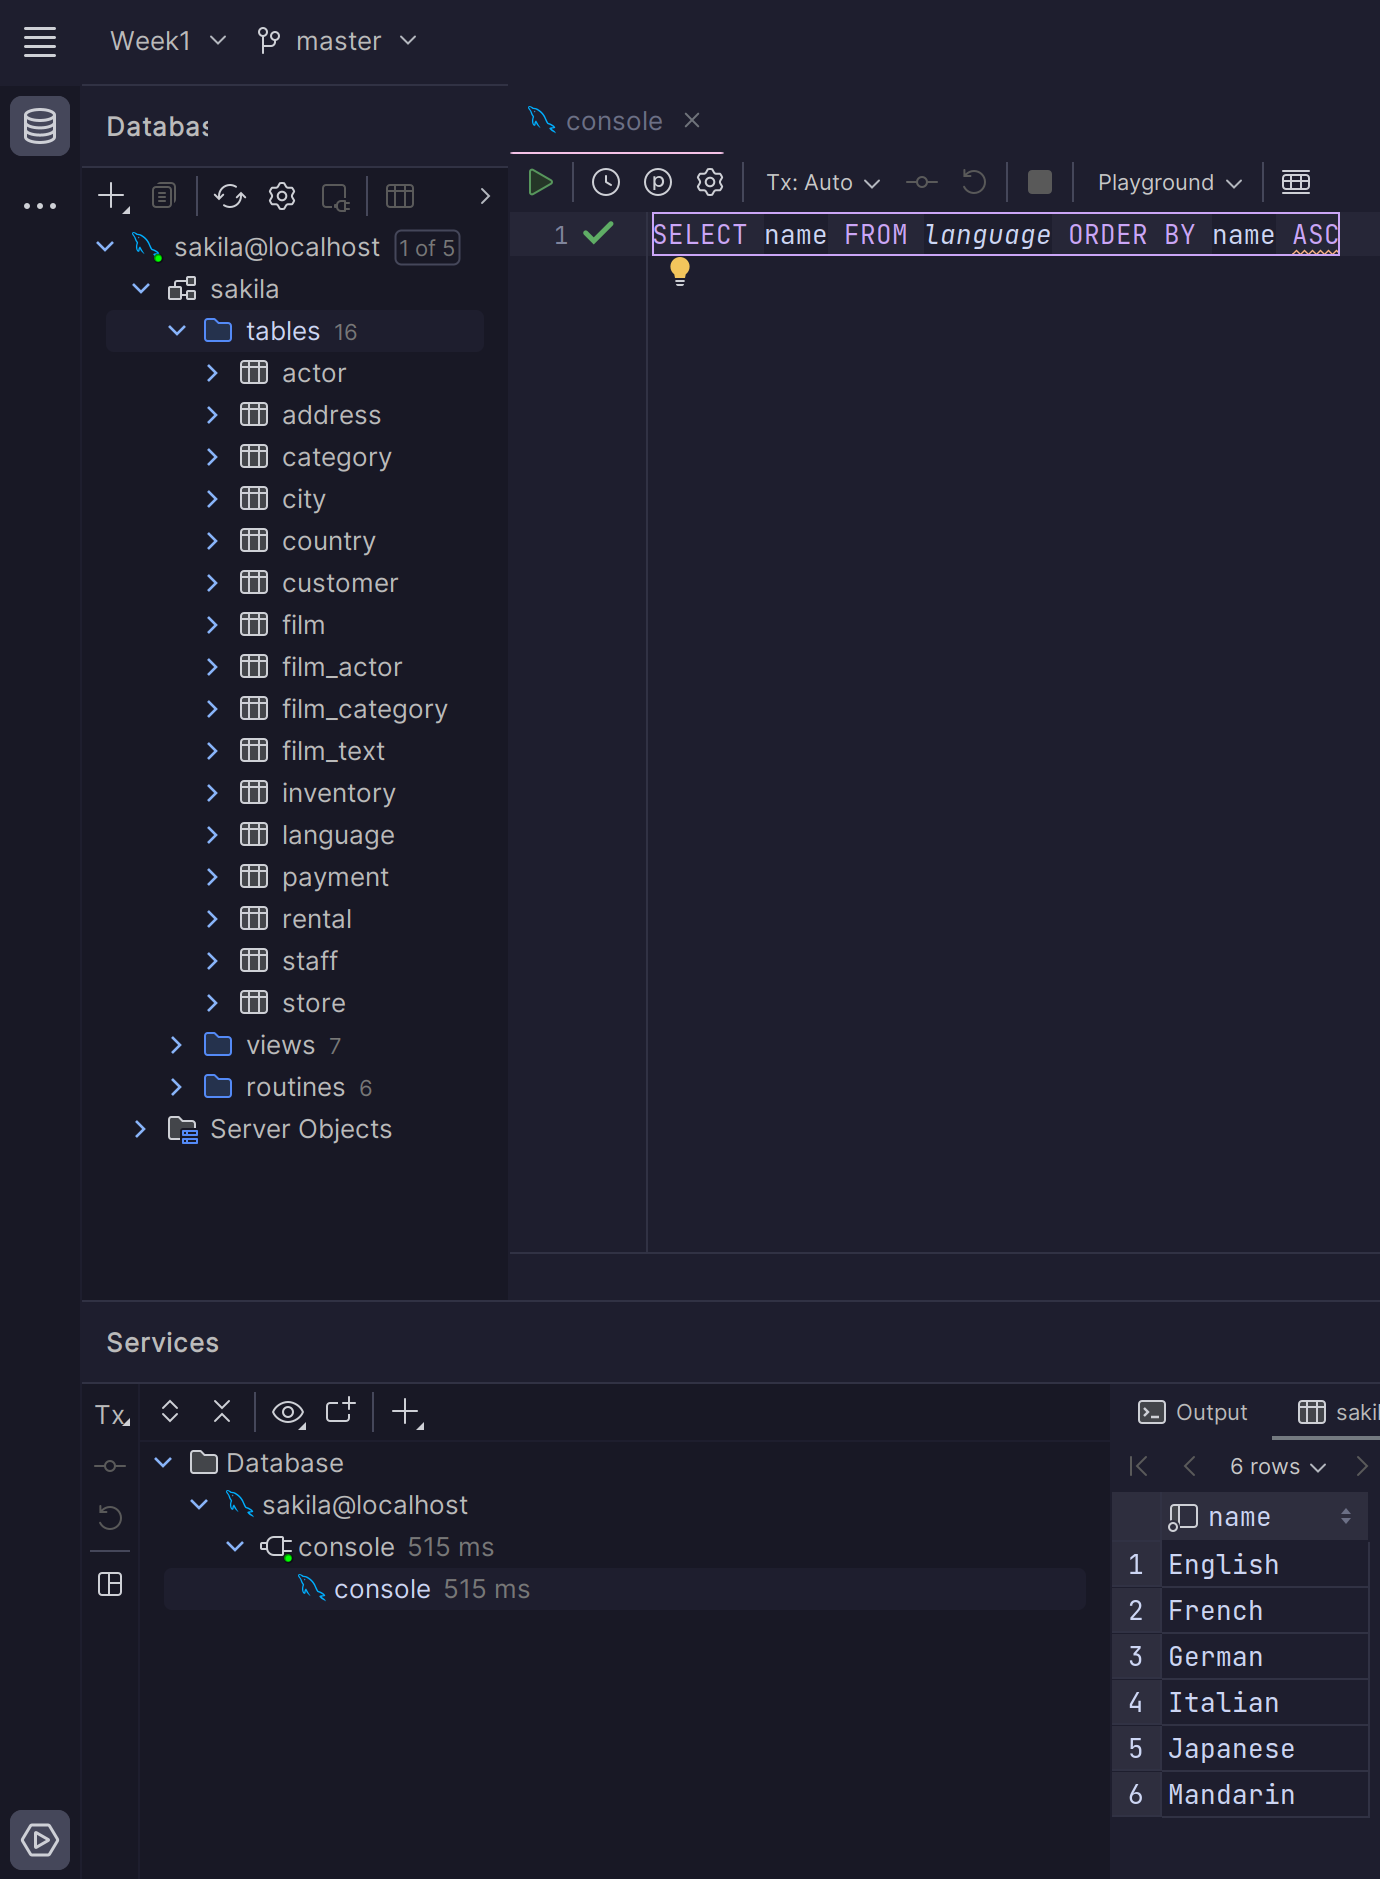 Week1 master
Databas
console
Tx: Auto Playground
sakila@localhost 1 of 5
1 SELECT name FROM language ORDER BY name ASC
sakila
tables 16
actor
address
category
city
country
customer
film
film_actor
film_category
film_text
inventory
language
payment
rental
staff
store
views 7
routines 6
Server Objects
Services
Tx
Database
sakila@localhost
console 515 ms
console 515 ms
Output saki
6 rows
name
1 English
2 French
3 German
4 Italian
5 Japanese
6 Mandarin